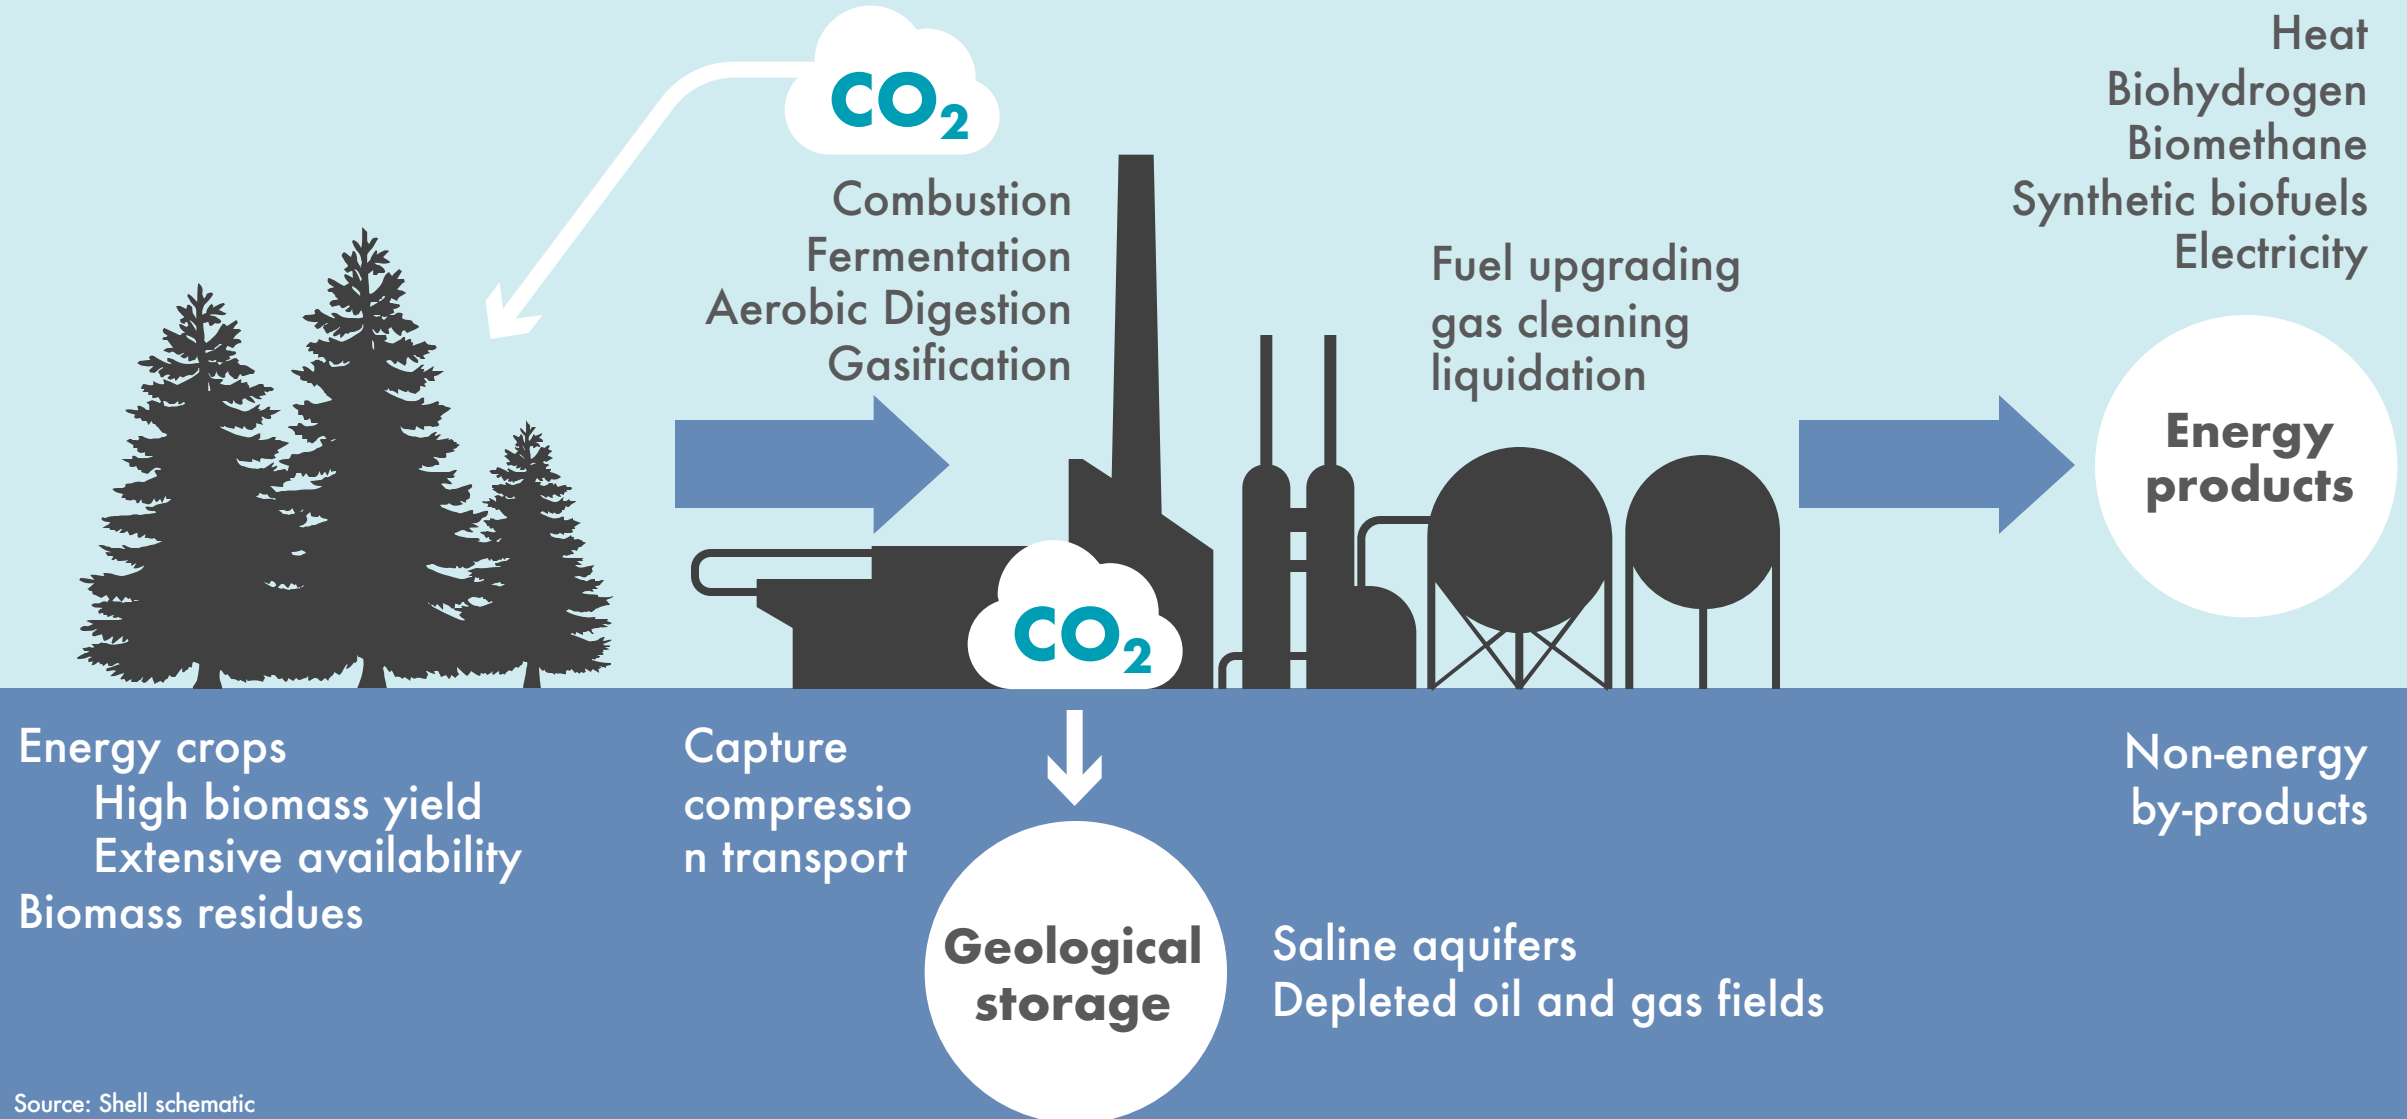 CO₂
Combustion
Fermentation
Aerobic Digestion
Gasification
Fuel upgrading
gas cleaning
liquidation
Heat
Biohydrogen
Biomethane
Synthetic biofuels
Electricity
Energy
products
CO₂
Energy crops
High biomass yield
Extensive availability
Biomass residues
Capture
compressio
n transport
Geological
storage
Saline aquifers
Depleted oil and gas fields
Non-energy
by-products
Source: Shell schematic